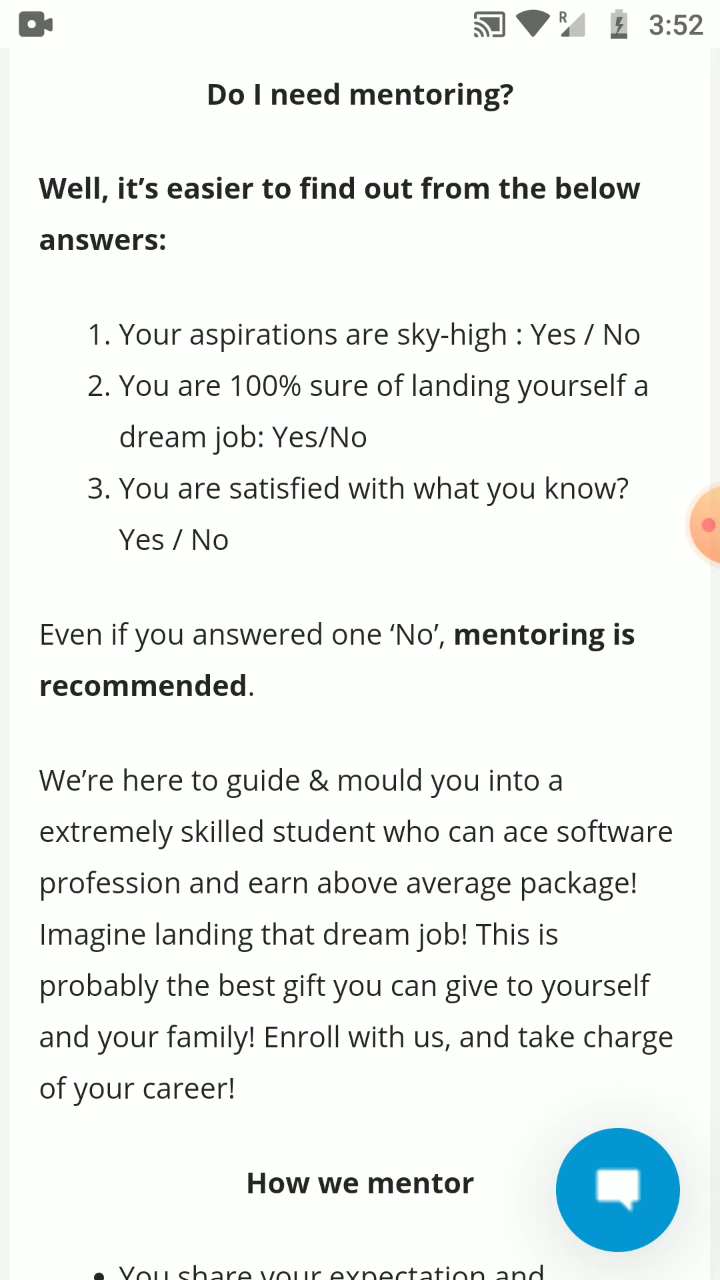 R
3:52
Do I need mentoring?
Well, it’s easier to find out from the below
answers:
1. Your aspirations are sky-high : Yes / No
2. You are 100% sure of landing yourself a
dream job: Yes/No
3. You are satisfied with what you know?
Yes / No
Even if you answered one ‘No’, mentoring is
recommended.
We’re here to guide & mould you into a
extremely skilled student who can ace software
profession and earn above average package!
Imagine landing that dream job! This is
probably the best gift you can give to yourself
and your family! Enroll with us, and take charge
of your career!
How we mentor
• You share your expectation and